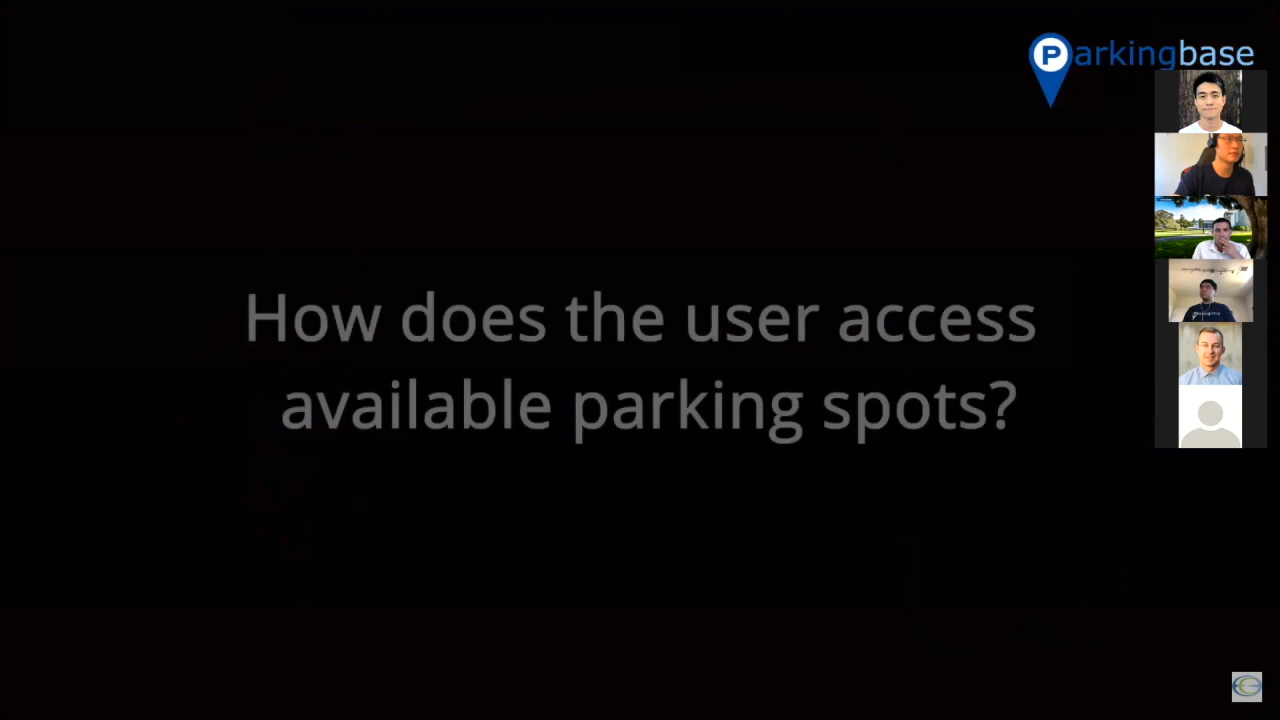 Parkingbase
How does the user access
available parking spots?